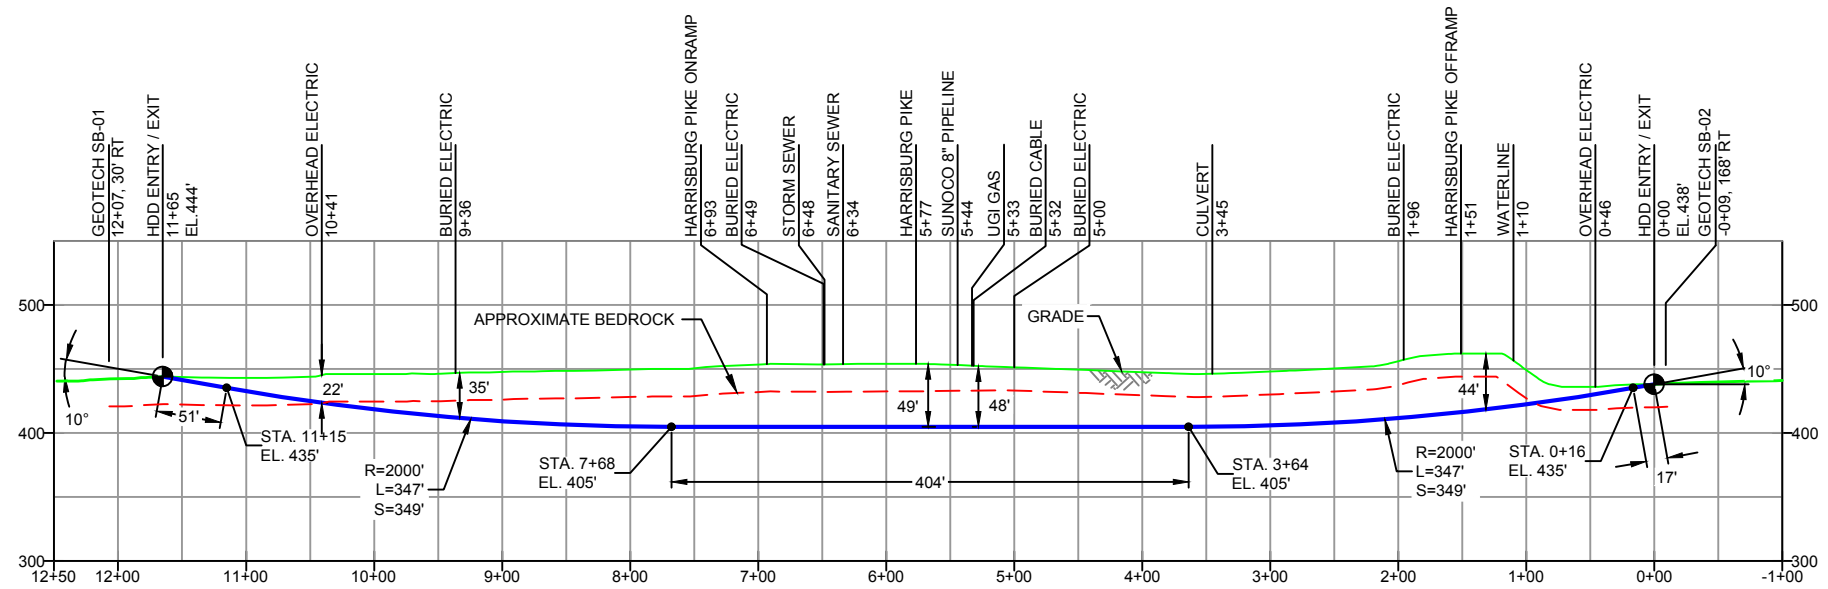 GEOTECH SB-01
12+07, 30' RT
HDD ENTRY / EXIT
11+65
EL.444'
OVERHEAD ELECTRIC
10+41
BURIED ELECTRIC
9+36
HARRISBURG PIKE ONRAMP
6+93
BURIED ELECTRIC
6+49
STORM SEWER
6+48
SANITARY SEWER
6+34
HARRISBURG PIKE
5+77
SUNOCO 8" PIPELINE
5+44
UGI GAS
5+33
BURIED CABLE
5+32
BURIED ELECTRIC
5+00
CULVERT
3+45
BURIED ELECTRIC
1+96
HARRISBURG PIKE OFFRAMP
1+51
WATERLINE
1+10
OVERHEAD ELECTRIC
0+46
HDD ENTRY / EXIT
0+00
EL.438'
GEOTECH SB-02
-0+09, 168' RT
500
500
APPROXIMATE BEDROCK
GRADE
10°
51'
22'
35'
49'
48'
44'
10°
400
400
STA. 11+15
EL. 435'
R=2000'
L=347'
S=349'
STA. 7+68
EL. 405'
404'
STA. 3+64
EL. 405'
R=2000'
L=347'
S=349'
STA. 0+16
EL. 435'
17'
300
300
12+50
12+00
11+00
10+00
9+00
8+00
7+00
6+00
5+00
4+00
3+00
2+00
1+00
0+00
-1+00